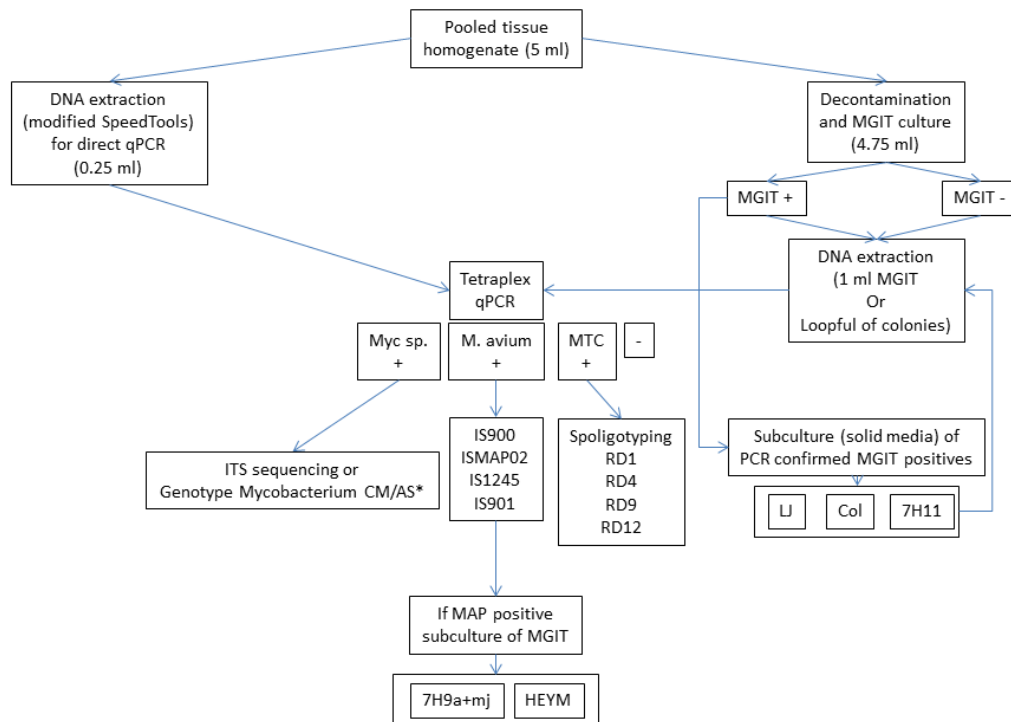 Pooled tissue
homogenate (5 ml)
DNA extraction
(modified SpeedTools)
for direct qPCR
(0.25 ml)
Decontamination
and MGIT culture
(4.75 ml)
MGIT +
MGIT -
DNA extraction
(1 ml MGIT
Or
Loopful of colonies)
Tetraplex
qPCR
Myc sp.
+
M. avium
+
MTC
+
-
ITS sequencing or
Genotype Mycobacterium CM/AS*
IS900
ISMAP02
IS1245
IS901
Spoligotyping
RD1
RD4
RD9
RD12
Subculture (solid media) of
PCR confirmed MGIT positives
LJ
Col
7H11
If MAP positive
subculture of MGIT
7H9a+mj
HEYM